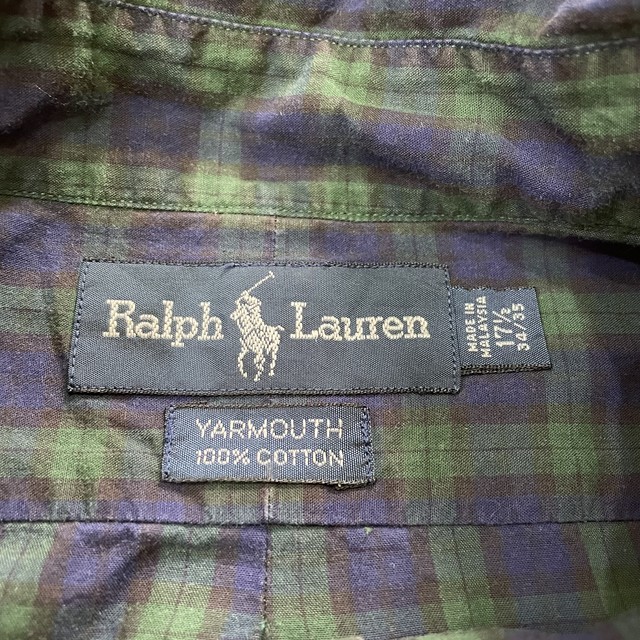 Ralph Lauren
MADE IN
MALAYSIA
17½
34/35
YARMOUTH
100% COTTON